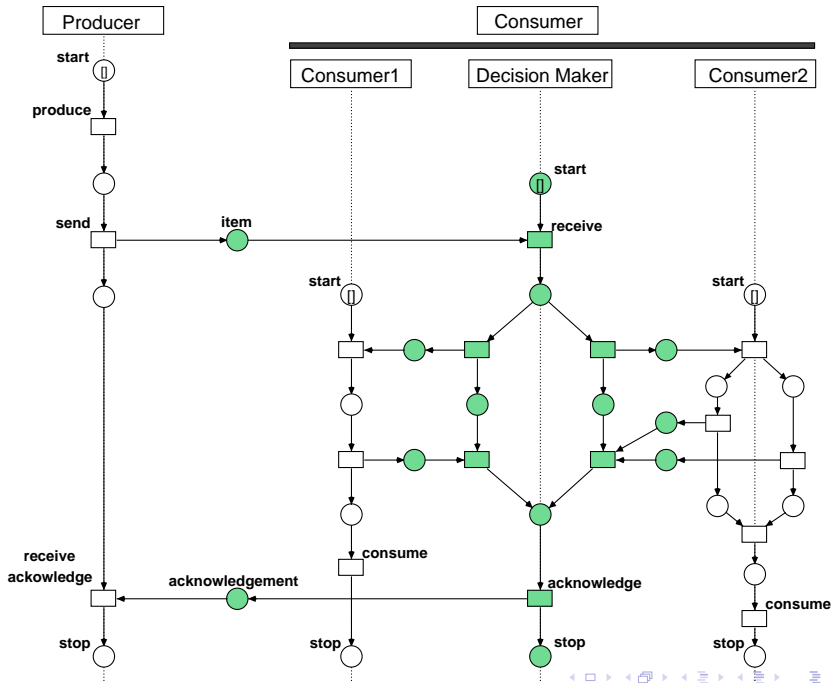 Producer
Consumer
start
[]
Consumer1
Decision Maker
Consumer2
produce
start
[]
send
item
receive
start
[]
start
[]
consume
receive
ackowledge
acknowledgement
acknowledge
consume
stop
stop
stop
stop